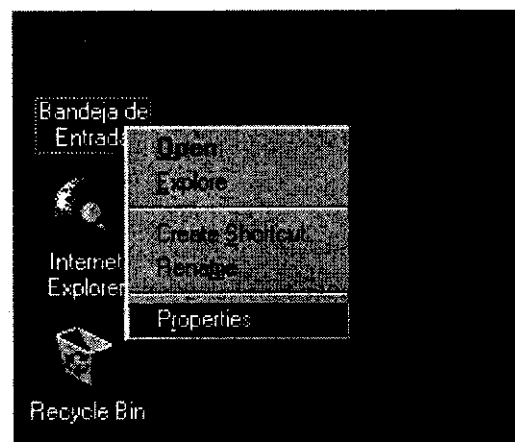 Bandeja de
Entrada
Open
Explore
Create Shortcut
Rename
Properties
Internet
Explorer
Recycle Bin